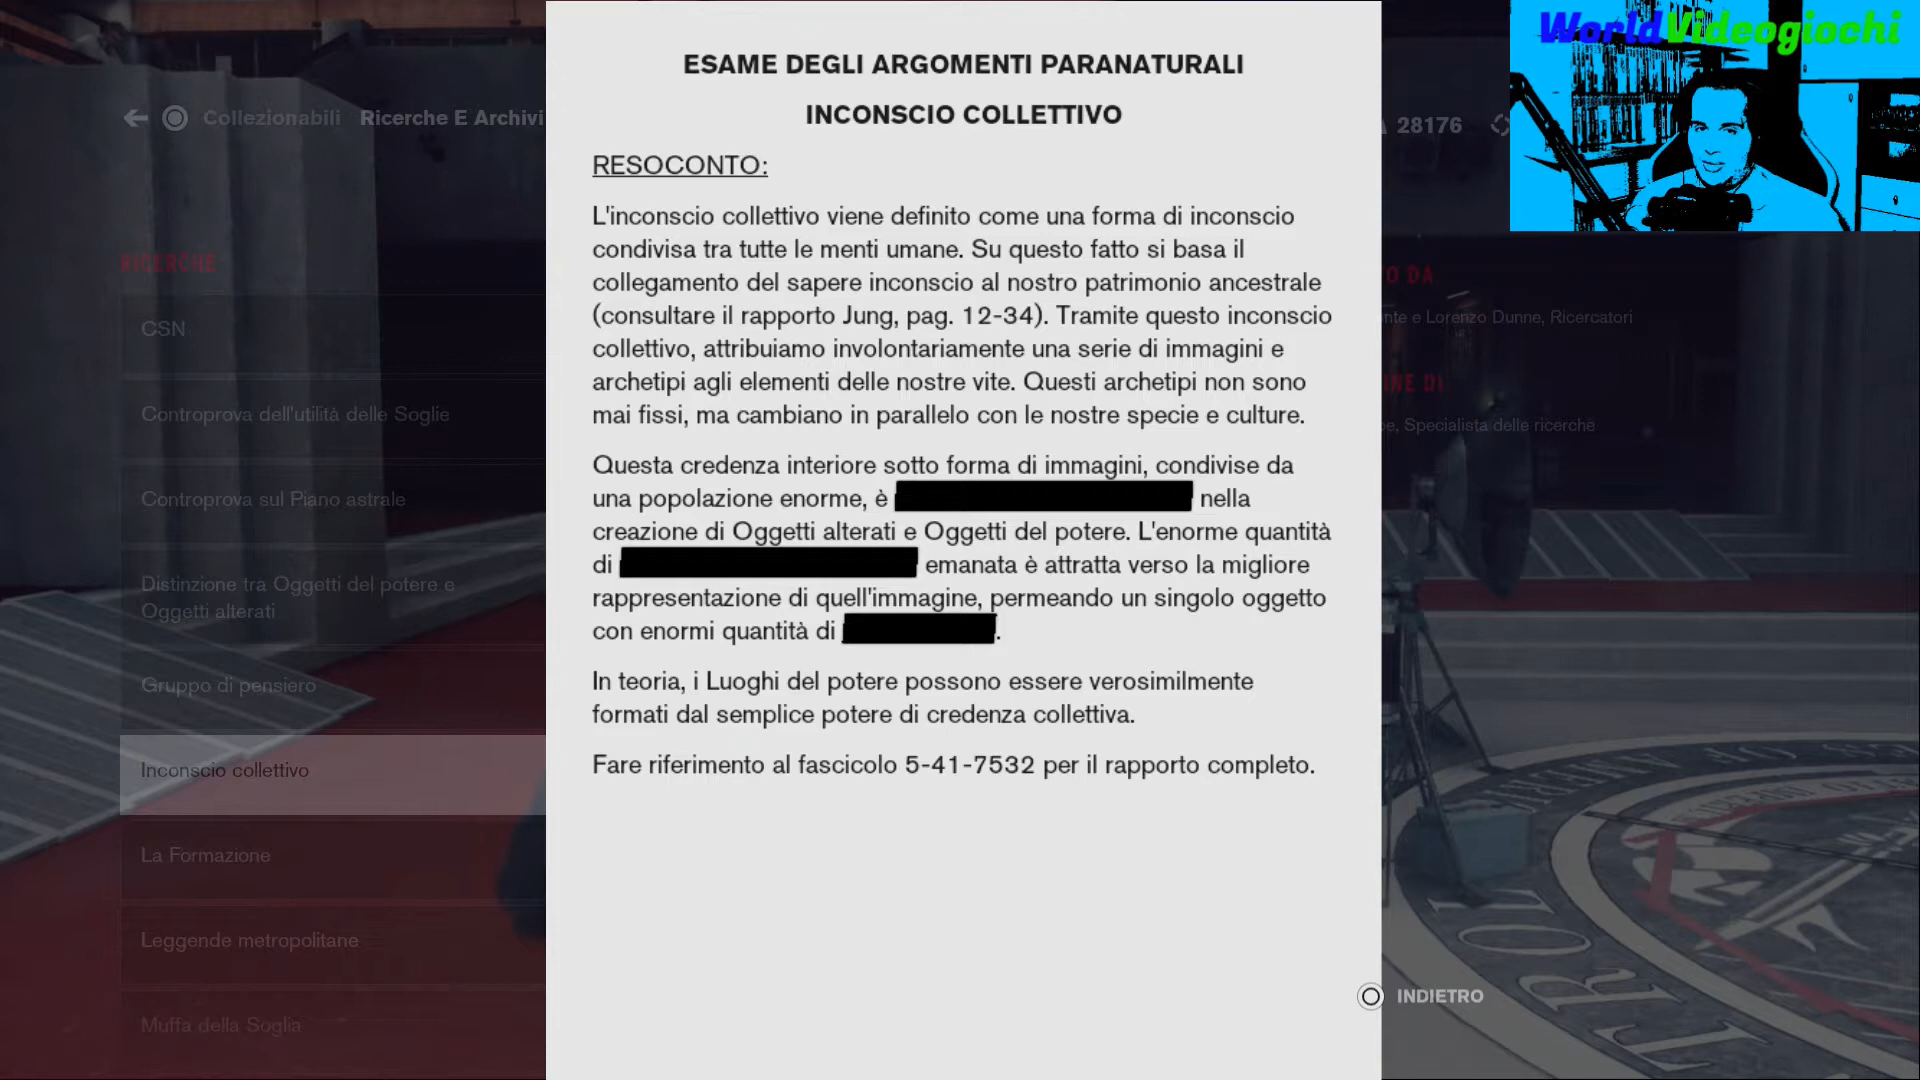 WorldVideogiochi
Collezionabili Ricerche E Archivi
28176
RICERCHE
CSN
Controprova dell'utilità delle Soglie
Controprova sul Piano astrale
Distinzione tra Oggetti del potere e
Oggetti alterati
Gruppo di pensiero
Inconscio collettivo
La Formazione
Leggende metropolitane
Muffa della Soglia
ESAME DEGLI ARGOMENTI PARANATURALI
INCONSCIO COLLETTIVO
RESOCONTO:
L'inconscio collettivo viene definito come una forma di inconscio
condivisa tra tutte le menti umane. Su questo fatto si basa il
collegamento del sapere inconscio al nostro patrimonio ancestrale
(consultare il rapporto Jung, pag. 12-34). Tramite questo inconscio
collettivo, attribuiamo involontariamente una serie di immagini e
archetipi agli elementi delle nostre vite. Questi archetipi non sono
mai fissi, ma cambiano in parallelo con le nostre specie e culture.
Questa credenza interiore sotto forma di immagini, condivise da
una popolazione enorme, è nella
creazione di Oggetti alterati e Oggetti del potere. L'enorme quantità
di emanata è attratta verso la migliore
rappresentazione di quell'immagine, permeando un singolo oggetto
con enormi quantità di .
In teoria, i Luoghi del potere possono essere verosimilmente
formati dal semplice potere di credenza collettiva.
Fare riferimento al fascicolo 5-41-7532 per il rapporto completo.
DA
e Lorenzo Dunne, Ricercatori
DI
, Specialista delle ricerche
INDIETRO